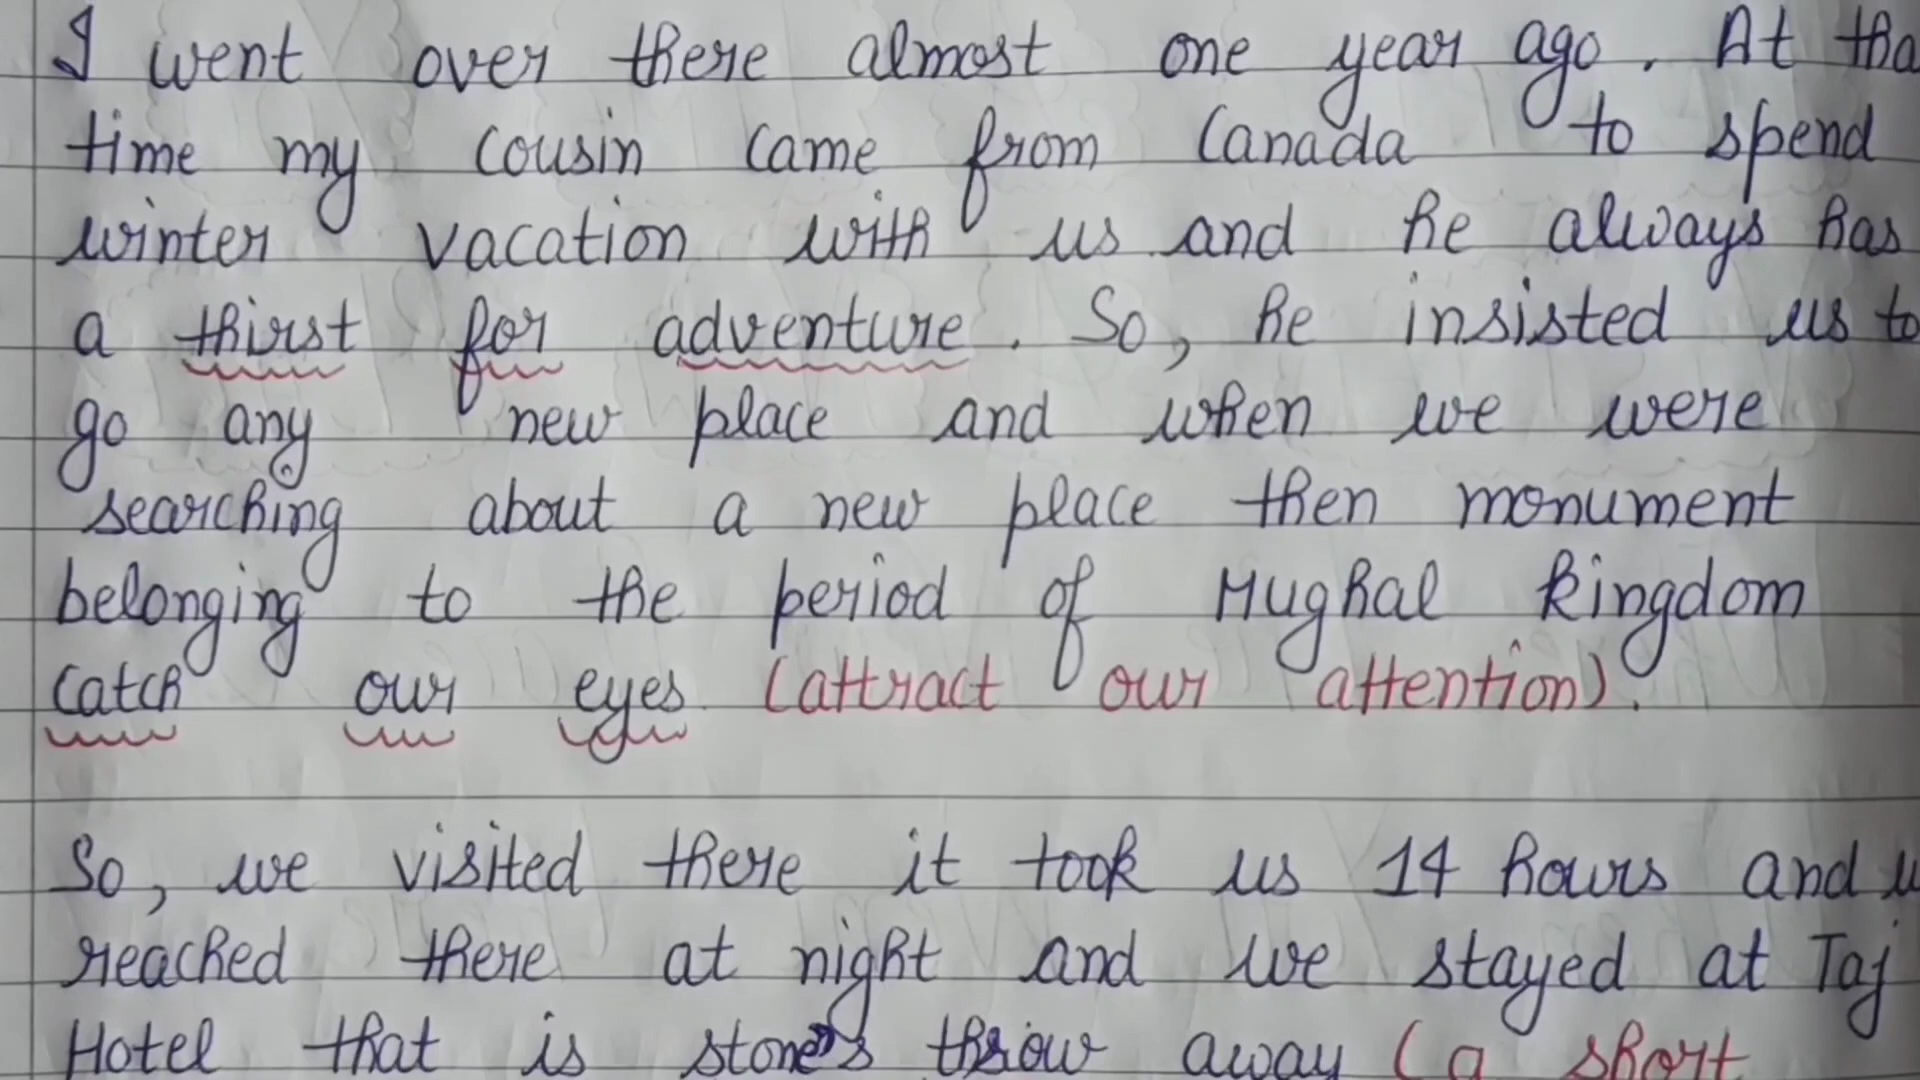 I went over there almost one year ago. At tha
time my cousin came from Canada to spend
winter vacation with us and he always has
a thirst for adventure. So, he insisted us to
go any new place and when we were
searching about a new place then monument
belonging to the period of Mughal kingdom
catch our eyes (attract our attention).
So, we visited there it took us 14 hours and
reached there at night and we stayed at Taj
Hotel that is stone's throw away (a short